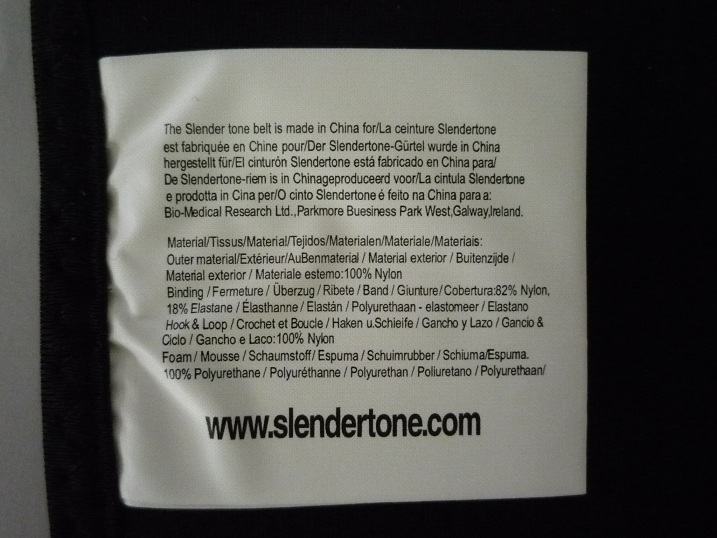 The Slender tone belt is made in China for/La ceinture Slendertone
est fabriquée en Chine pour/Der Slendertone-Gürtel wurde in China
hergestellt für/El cinturón Slendertone está fabricado en China para/
De Slendertone-riem is in Chinageproduceerd voor/La cintula Slendertone
e prodotta in Cina per/O cinto Slendertone é feito na China para a:
Bio-Medical Research Ltd.,Parkmore Buesiness Park West,Galway,Ireland.
Material/Tissus/Material/Tejidos/Materialen/Materiale/Materiais:
Outer material/Extérieur/AuBenmaterial / Material exterior / Buitenzijde /
Material exterior / Materiale estemo:100% Nylon
Binding / Fermeture / Überzug / Ribete / Band / Giunture/Cobertura:82% Nylon,
18% Elastane / Élasthanne / Elastán / Polyurethaan - elastomeer / Elastano
Hook & Loop / Crochet et Boucle / Haken u.Schieife / Gancho y Lazo / Gancio &
Ciclo / Gancho e Laco:100% Nylon
Foam / Mousse / Schaumstoff / Espuma / Schuimrubber / Schiuma/Espuma.
100% Polyurethane / Polyuréthanne / Polyurethan / Poliuretano / Polyurethaan/
www.slendertone.com